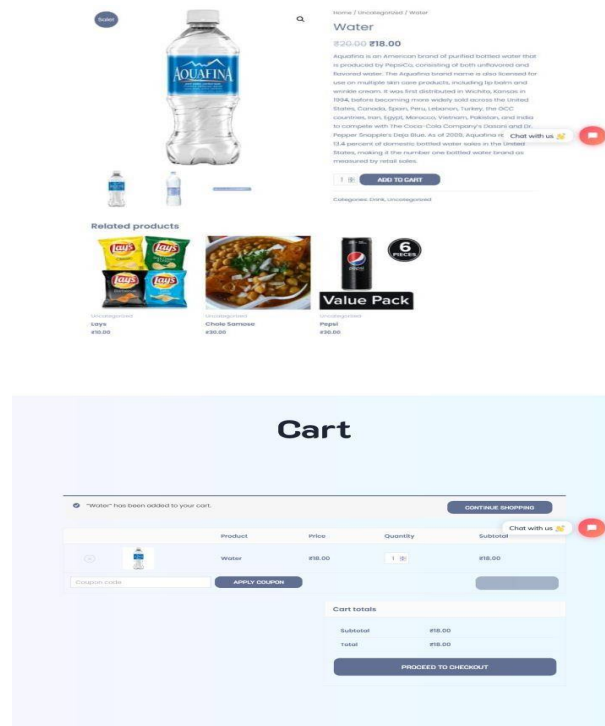 Sale!
Home / Uncategorized / Water
Water
₹20.00 ₹18.00
Aquafina is an American brand of purified bottled water that
is produced by PepsiCo, consisting of both unflavored and
flavored water. The Aquafina brand name is also licensed for
use on multiple skin care products, including lip balm and
wrinkle cream. It was first distributed in Wichita, Kansas in
1994, before becoming more widely sold across the United
States, Canada, Spain, Peru, Lebanon, Turkey, the GCC
countries, Iran, Egypt, Morocco, Vietnam, Pakistan, and India
to compete with The Coca-Cola Company's Dasani and Dr.
Pepper Snapple's Deja Blue. As of 2009, Aquafina
13.4 percent of domestic bottled water sales in the United
States, making it the number one bottled water brand as
measured by retail sales.
Chat with us
1 ADD TO CART
Categories: Drink, Uncategorized
AQUAFINA
Related products
Lay's Lay's
Lay's Lay's
6
PIECES
Value Pack
Uncategorized Uncategorized Uncategorized
Lays Chole Samosa Pepsi
₹10.00 ₹30.00
Cart
"Water" has been added to your cart.
CONTINUE SHOPPING
Chat with us
Product Price Quantity Subtotal
Water ₹18.00 1 ₹18.00
Coupon code APPLY COUPON
Cart totals
Subtotal ₹18.00
Total ₹18.00
PROCEED TO CHECKOUT